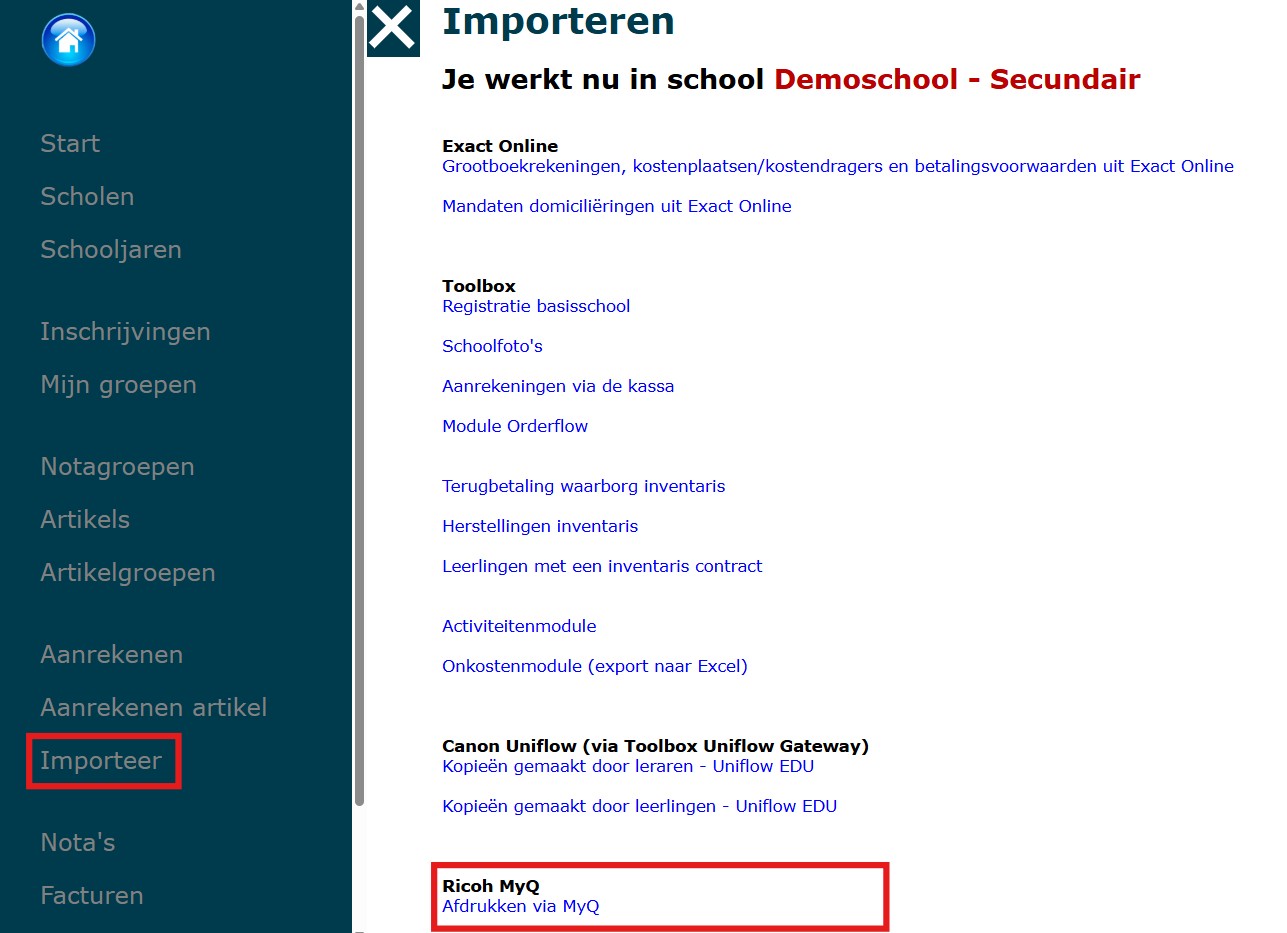 Start
Scholen
Schooljaren
Inschrijvingen
Mijn groepen
Notagroepen
Artikels
Artikelgroepen
Aanrekenen
Aanrekenen artikel
Importeer
Nota's
Facturen
Importeren
Je werkt nu in school Demoschool - Secundair
Exact Online
Grootboekrekeningen, kostenplaatsen/kostendragers en betalingsvoorwaarden uit Exact Online
Mandaten domiciliëringen uit Exact Online
Toolbox
Registratie basisschool
Schoolfoto's
Aanrekeningen via de kassa
Module Orderflow
Terugbetaling waarborg inventaris
Herstellingen inventaris
Leerlingen met een inventaris contract
Activiteitenmodule
Onkostenmodule (export naar Excel)
Canon Uniflow (via Toolbox Uniflow Gateway)
Kopieën gemaakt door leraren - Uniflow EDU
Kopieën gemaakt door leerlingen - Uniflow EDU
Ricoh MyQ
Afdrukken via MyQ